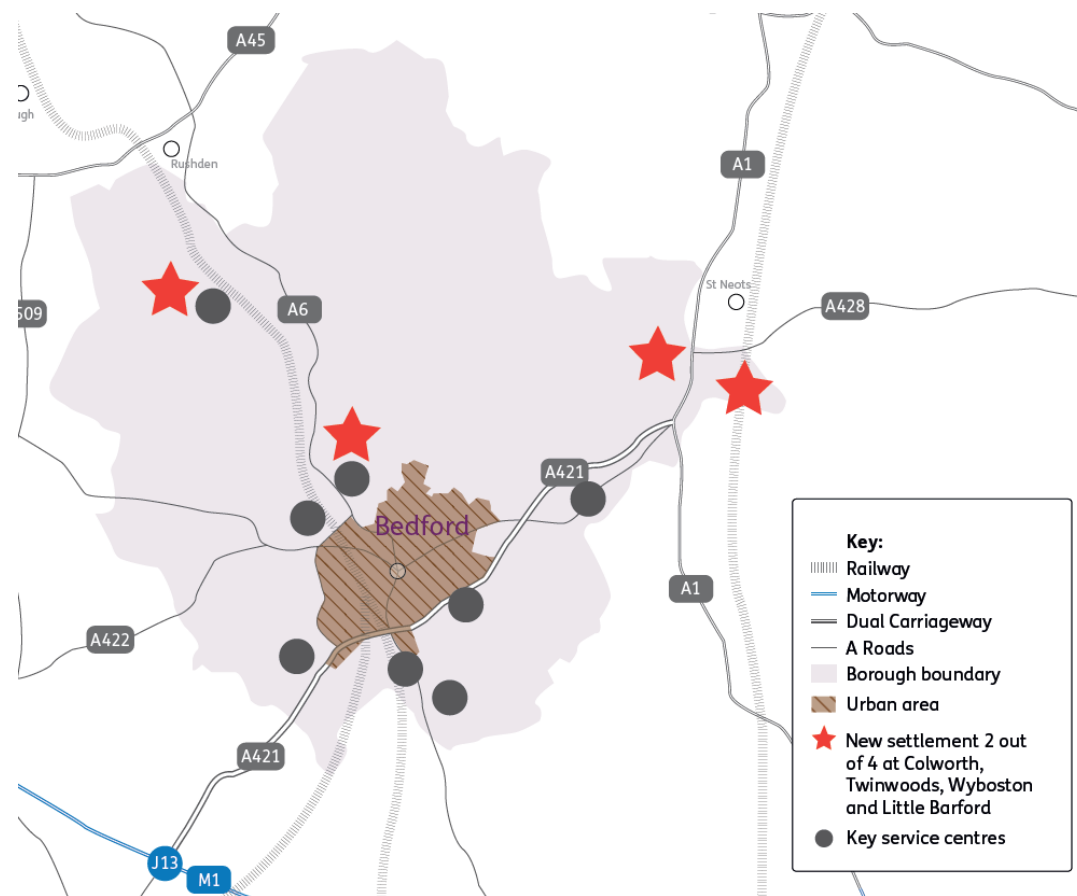 A45
ugh
Rushden
A1
St Neots
A6
A428
509
A421
Bedford
A1
A422
A421
J13
M1
Key:
Railway
Motorway
Dual Carriageway
A Roads
Borough boundary
Urban area
New settlement 2 out
of 4 at Colworth,
Twinwoods, Wyboston
and Little Barford
Key service centres